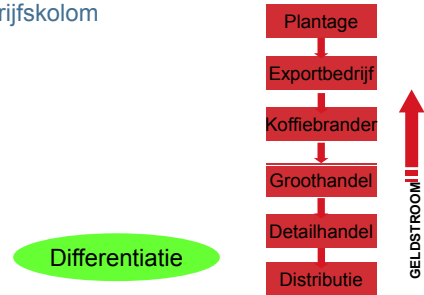 rijfskolom
Plantage
Exportbedrijf
Koffiebrander
Groothandel
Detailhandel
Distributie
GELDSTROOM
Differentiatie